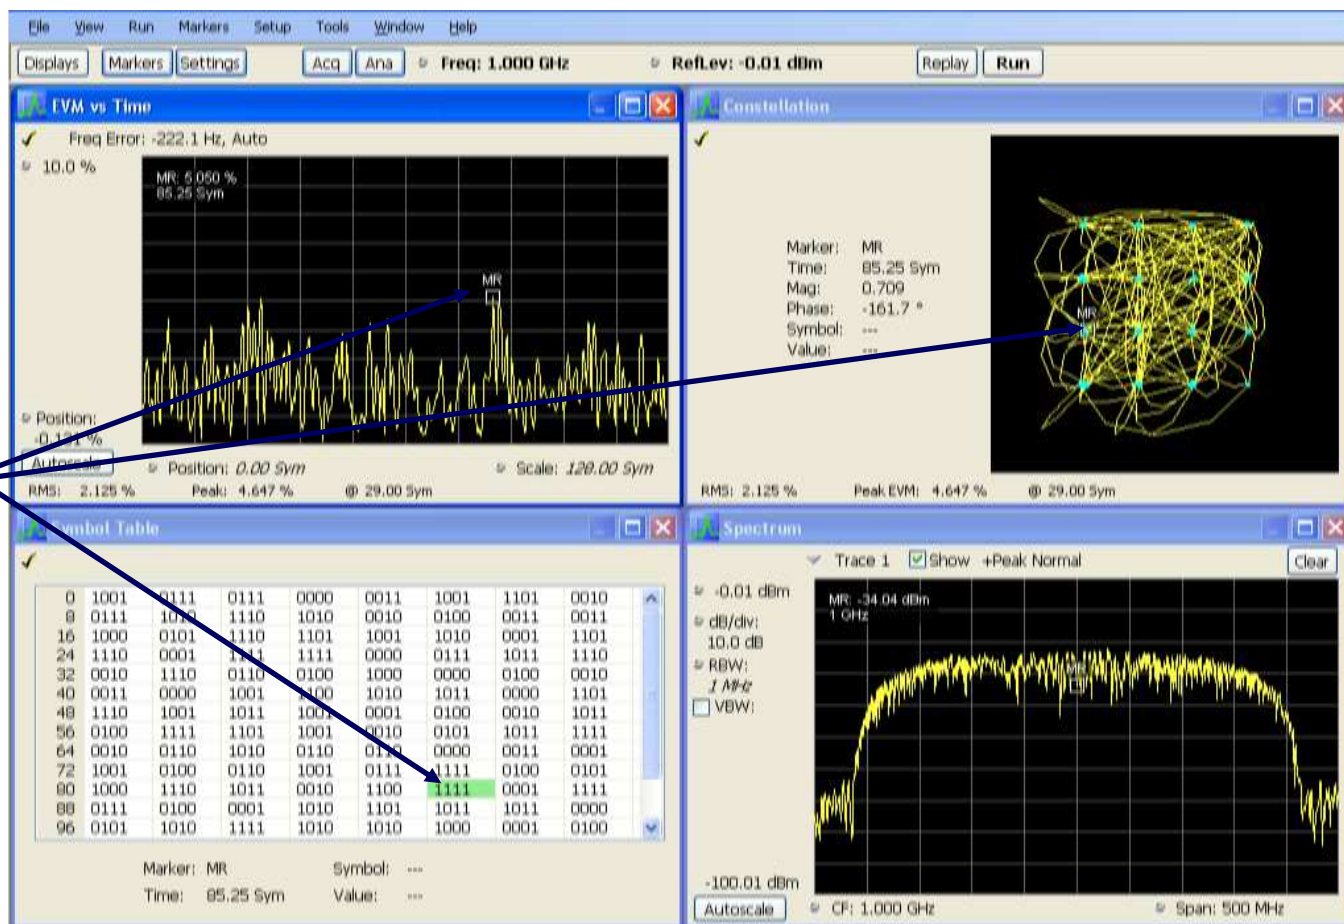 File View Run Markers Setup Tools Window Help
Displays Markers Settings Acq Ana Freq: 1.000 GHz RefLev: -0.01 dBm Replay Run
EVM vs Time
Freq Error: -222.1 Hz, Auto
10.0 %
MR: 5.050 %
85.25 Sym
MR
Position:
-0.131 %
Autoscale
Position: 0.00 Sym Scale: 128.00 Sym
RMS: 2.125 % Peak: 4.647 % @ 29.00 Sym
Constellation
Marker: MR
Time: 85.25 Sym
Mag: 0.709
Phase: -161.7 °
Symbol: ---
Value: ---
MR
RMS: 2.125 % Peak EVM: 4.647 % @ 29.00 Sym
Symbol Table
0 1001 0111 0111 0000 0011 1001 1101 0010
8 0111 1010 1110 1010 0010 0100 0011 0011
16 1000 0101 1110 1101 1001 1010 0001 1101
24 1110 0001 1111 1111 0000 0111 1011 1110
32 0010 1110 0110 0100 1000 0000 0100 0010
40 0011 0000 1001 1100 1010 1011 0000 1101
48 1110 1001 1011 1001 0001 0100 0010 1011
56 0100 1111 1101 1001 0010 0101 1011 1111
64 0010 0110 1010 0110 0110 0000 0011 0001
72 1001 0100 0110 1001 0111 1111 0100 0101
80 1000 1110 1011 0010 1100 1111 0001 1111
88 0111 0100 0001 1010 1101 1011 1011 0000
96 0101 1010 1111 1010 1010 1000 0001 0100
Marker: MR Symbol: ---
Time: 85.25 Sym Value: ---
Spectrum
Trace 1 Show +Peak Normal Clear
-0.01 dBm
dB/div:
10.0 dB
RBW:
1 MHz
VBW:
MR: -34.04 dBm
1 GHz
MR
-100.01 dBm
Autoscale CF: 1.000 GHz Span: 500 MHz